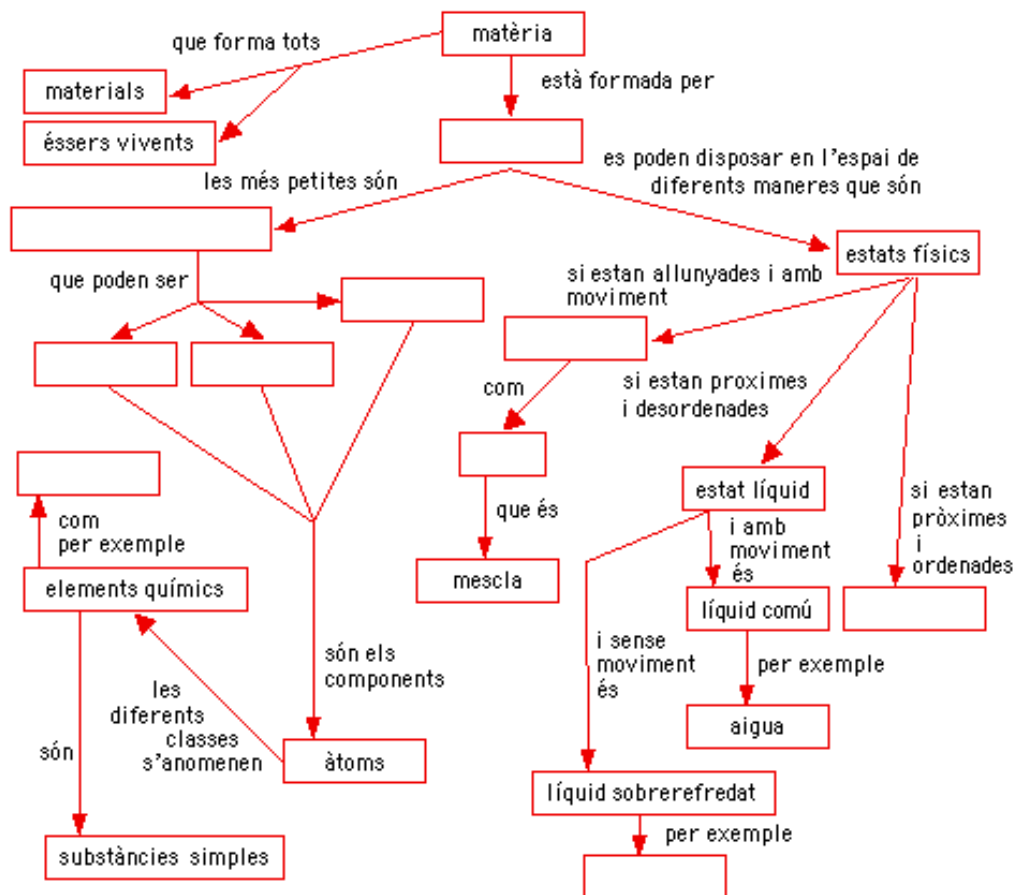 matèria
que forma tots
materials
està formada per
éssers vivents
es poden disposar en l'espai de
diferents maneres que són
les més petites són
estats físics
que poden ser
si estan allunyades i amb
moviment
com
si estan proximes
i desordenades
estat líquid
si estan
pròximes
i
ordenades
com
per exemple
que és
i amb
moviment
és
elements químics
mescla
líquid comú
són els
components
i sense
moviment
és
per exemple
les
diferents
classes
s'anomenen
aigua
són
àtoms
líquid sobrerefredat
per exemple
substàncies simples